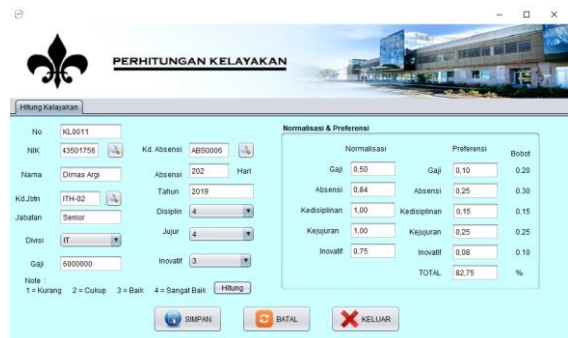 PERHITUNGAN KELAYAKAN
Hitung Kelayakan
No KL0011
NIK 43501756 Kd. Absensi ABS0006
Nama Dimas Argi Absensi 202 Hari
Kd.Jbtn ITH-02 Tahun 2019
Jabatan Senior Disiplin 4
Divisi IT Jujur 4
Gaji 6000000 Inovatif 3
Note :
1 = Kurang 2 = Cukup 3 = Baik 4 = Sangat Baik Hitung
Normalisasi & Preferensi
Normalisasi Preferensi Bobot
Gaji 0,50 Gaji 0,10 0.20
Absensi 0,84 Absensi 0,25 0.30
Kedisiplinan 1,00 Kedisiplinan 0,15 0.15
Kejujuran 1,00 Kejujuran 0,25 0.25
Inovatif 0,75 Inovatif 0,08 0.10
TOTAL 82,75 %
SIMPAN BATAL KELUAR